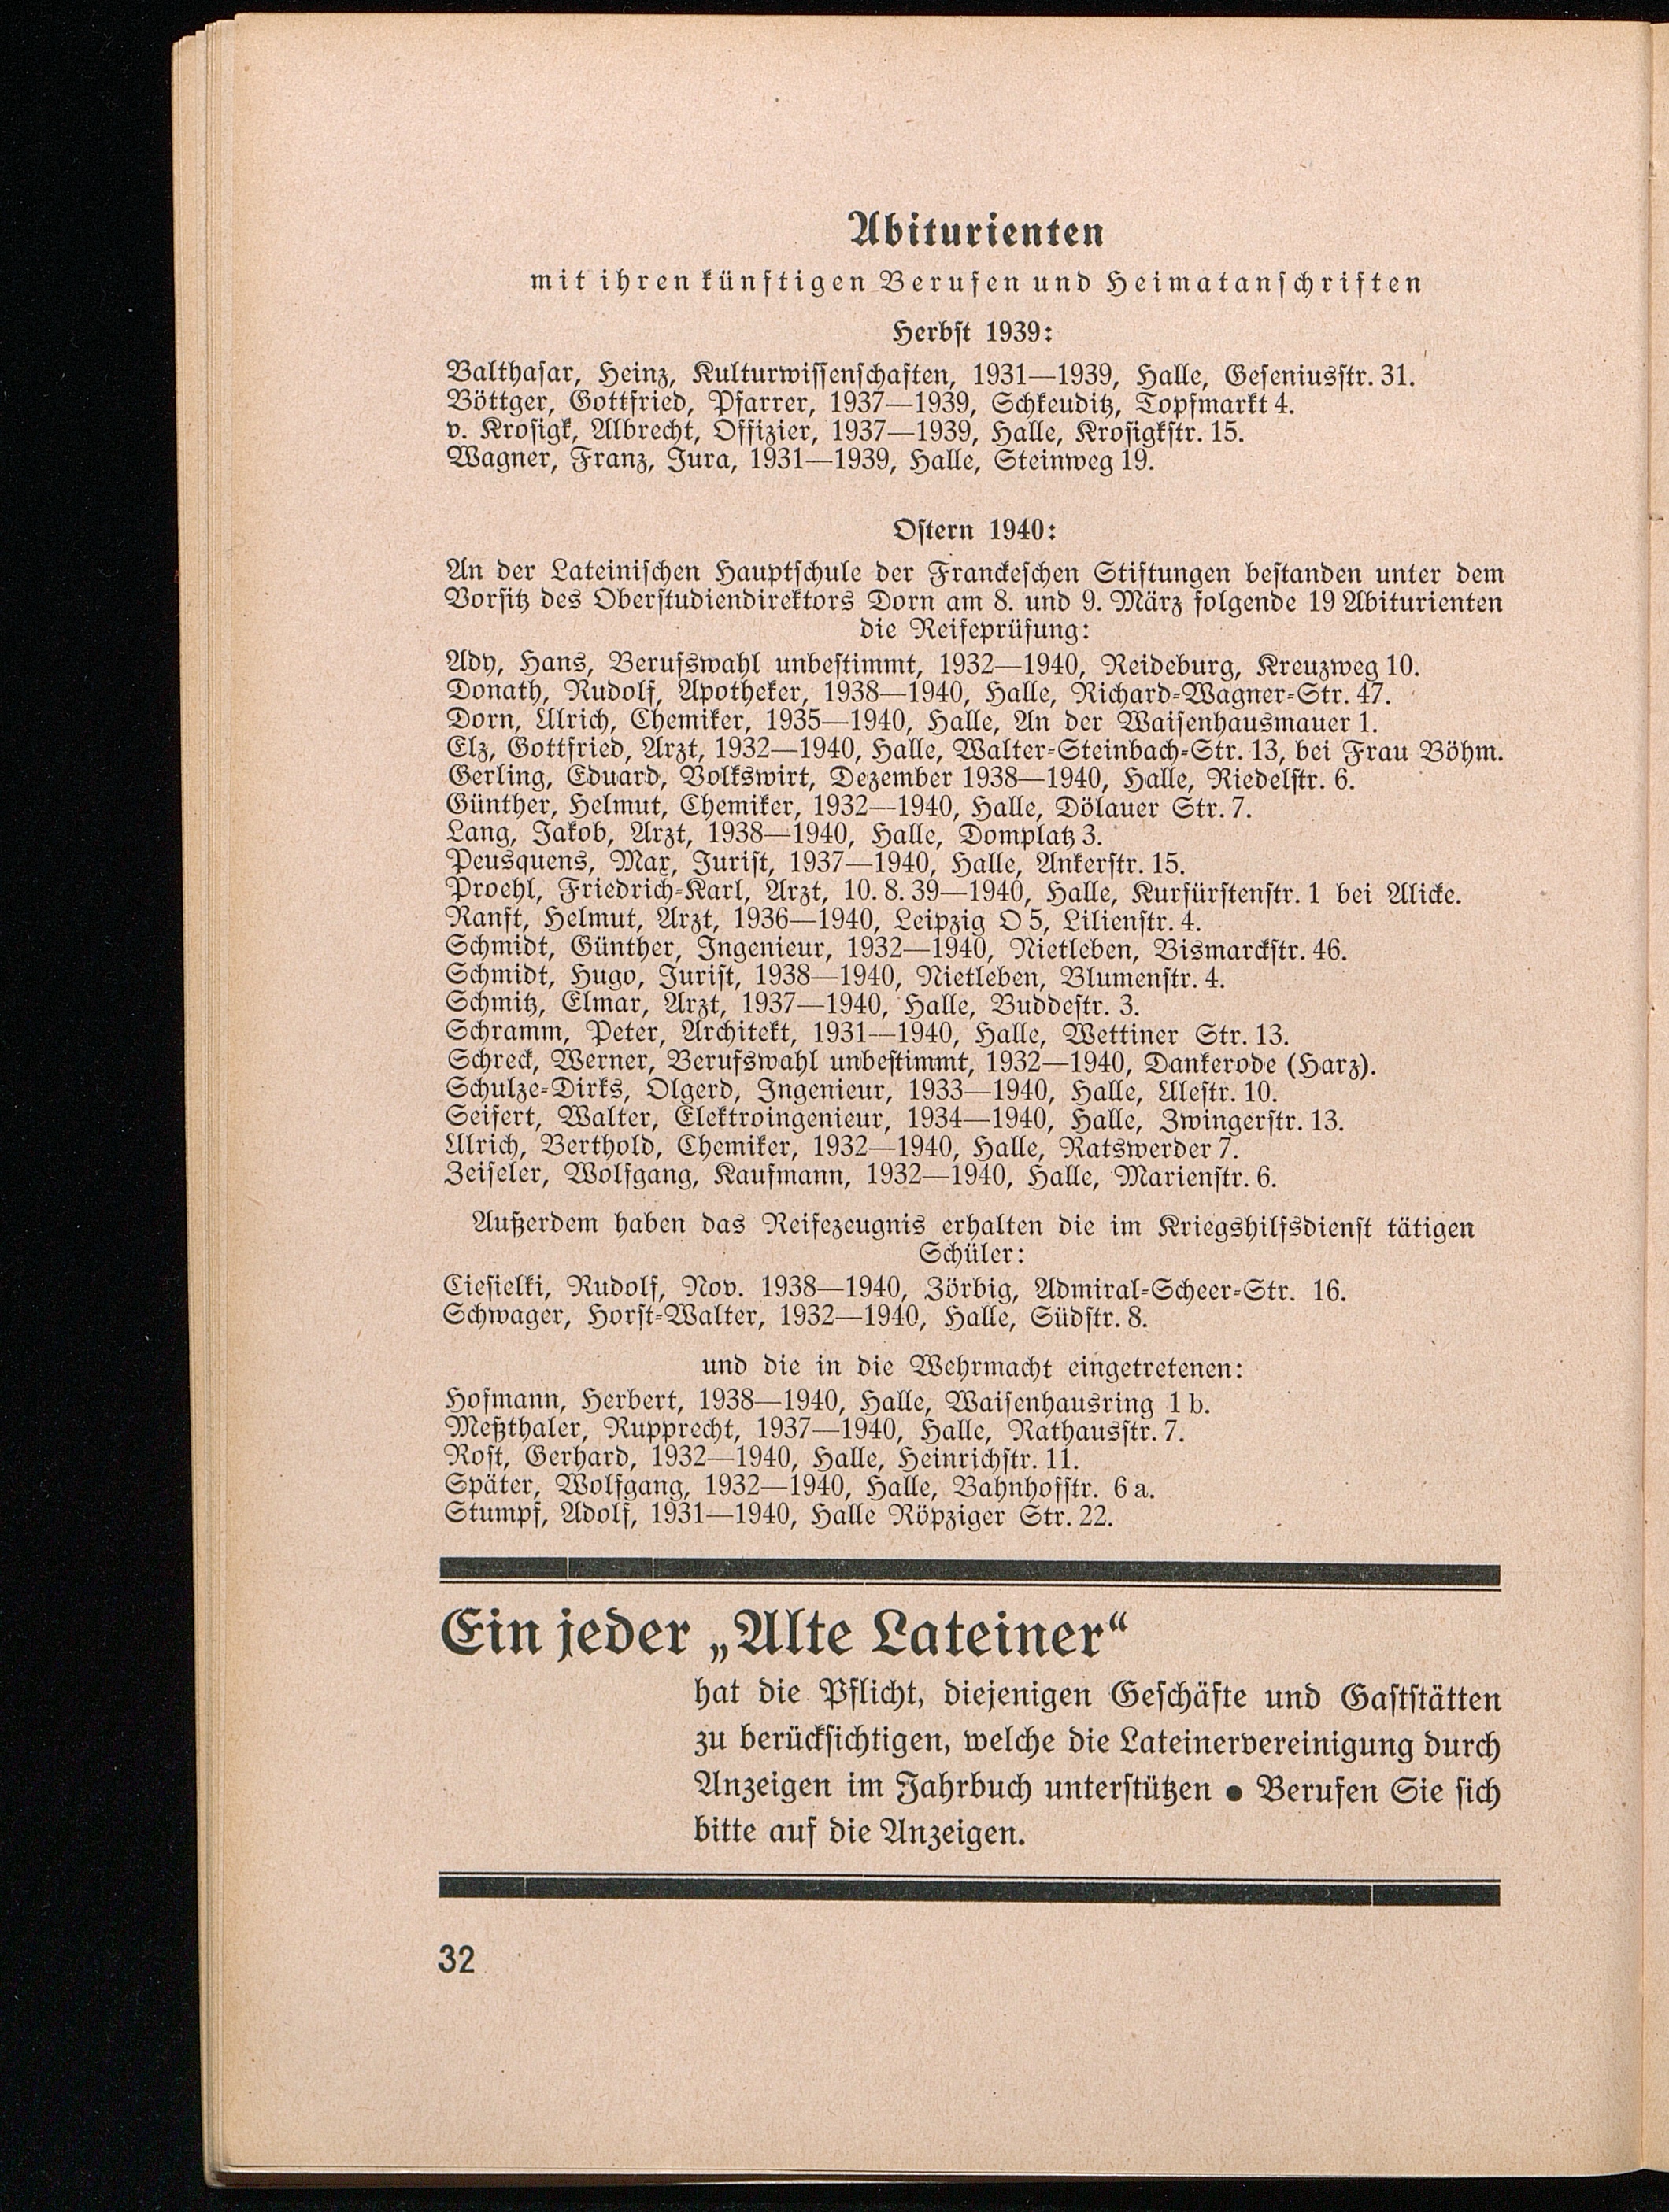 Abiturienten
mit ihren künftigen Berufen und Heimatanschriften
Herbst 1939:
Balthasar, Heinz, Kulturwissenschaften, 1931—1939, Halle, Geseniusstr. 31.
Böttger, Gottfried, Pfarrer, 1937—1939, Schkeuditz, Topfmarkt 4.
v. Krosigk, Albrecht, Offizier, 1937—1939, Halle, Krosigkstr. 15.
Wagner, Franz, Jura, 1931—1939, Halle, Steinweg 19.
Ostern 1940:
An der Lateinischen Hauptschule der Franckeschen Stiftungen bestanden unter dem
Vorsitz des Oberstudiendirektors Dorn am 8. und 9. März folgende 19 Abiturienten
die Reifeprüfung:
Ady, Hans, Berufswahl unbestimmt, 1932—1940, Reideburg, Kreuzweg 10.
Donath, Rudolf, Apotheker, 1938—1940, Halle, Richard-Wagner-Str. 47.
Dorn, Ulrich, Chemiker, 1935—1940, Halle, An der Waisenhausmauer 1.
Elz, Gottfried, Arzt, 1932—1940, Halle, Walter-Steinbach-Str. 13, bei Frau Böhm.
Gerling, Eduard, Volkswirt, Dezember 1938—1940, Halle, Riedelstr. 6.
Günther, Helmut, Chemiker, 1932—1940, Halle, Dölauer Str. 7.
Lang, Jakob, Arzt, 1938—1940, Halle, Domplatz 3.
Peusquens, Max, Jurist, 1937—1940, Halle, Ankerstr. 15.
Proehl, Friedrich-Karl, Arzt, 10. 8. 39—1940, Halle, Kurfürstenstr. 1 bei Alicke.
Ranft, Helmut, Arzt, 1936—1940, Leipzig O 5, Lilienstr. 4.
Schmidt, Günther, Ingenieur, 1932—1940, Nietleben, Bismarckstr. 46.
Schmidt, Hugo, Jurist, 1938—1940, Nietleben, Blumenstr. 4.
Schmitz, Elmar, Arzt, 1937—1940, Halle, Buddestr. 3.
Schramm, Peter, Architekt, 1931—1940, Halle, Wettiner Str. 13.
Schreck, Werner, Berufswahl unbestimmt, 1932—1940, Dankerode (Harz).
Schulze-Dirks, Olgerd, Ingenieur, 1933—1940, Halle, Ulestr. 10.
Seifert, Walter, Elektroingenieur, 1934—1940, Halle, Zwingerstr. 13.
Ulrich, Berthold, Chemiker, 1932—1940, Halle, Ratswerder 7.
Zeiseler, Wolfgang, Kaufmann, 1932—1940, Halle, Marienstr. 6.
Außerdem haben das Reifezeugnis erhalten die im Kriegshilfsdienst tätigen
Schüler:
Ciesielki, Rudolf, Nov. 1938—1940, Zörbig, Admiral-Scheer-Str. 16.
Schwager, Horst-Walter, 1932—1940, Halle, Südstr. 8.
und die in die Wehrmacht eingetretenen:
Hofmann, Herbert, 1938—1940, Halle, Waisenhausring 1 b.
Meßthaler, Rupprecht, 1937—1940, Halle, Rathausstr. 7.
Rost, Gerhard, 1932—1940, Halle, Heinrichstr. 11.
Später, Wolfgang, 1932—1940, Halle, Bahnhofstr. 6 a.
Stumpf, Adolf, 1931—1940, Halle Röpziger Str. 22.
Ein jeder „Alte Lateiner“
hat die Pflicht, diejenigen Geschäfte und Gaststätten
zu berücksichtigen, welche die Lateinervereinigung durch
Anzeigen im Jahrbuch unterstützen ● Berufen Sie sich
bitte auf die Anzeigen.
32